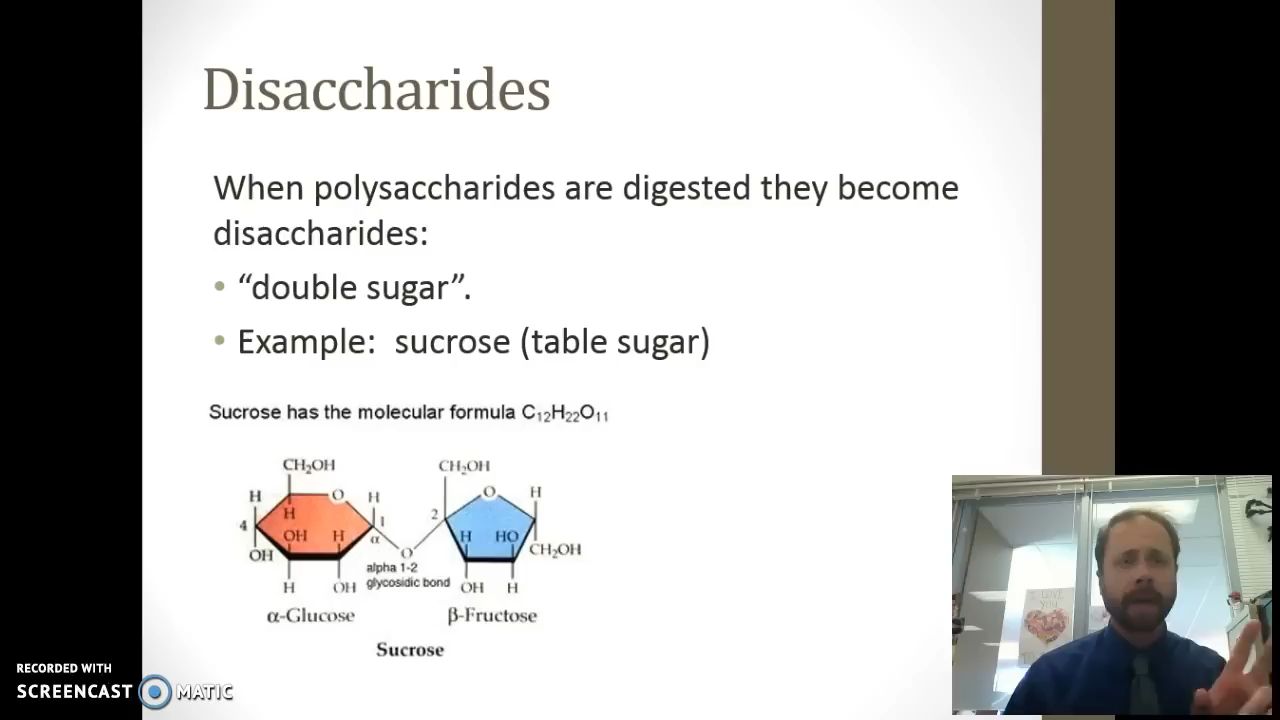 Disaccharides
When polysaccharides are digested they become
disaccharides:
• “double sugar”.
• Example: sucrose (table sugar)
Sucrose has the molecular formula C₁₂H₂₂O₁₁
CH₂OH CH₂OH
H O H O H
4 H 1 2
OH H α H HO
OH O CH₂OH
alpha 1-2
glycosidic bond
H OH OH H
α-Glucose β-Fructose
Sucrose
I LOVE
YOU
RECORDED WITH
SCREENCAST MATIC